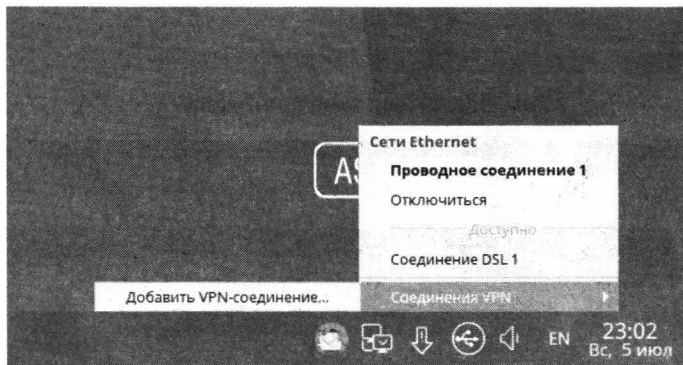 Сети Ethernet
Проводное соединение 1
AS
Отключиться
Доступно
Соединение DSL 1
Добавить VPN-соединение...
Соединения VPN
EN
23:02
Вс, 5 июл